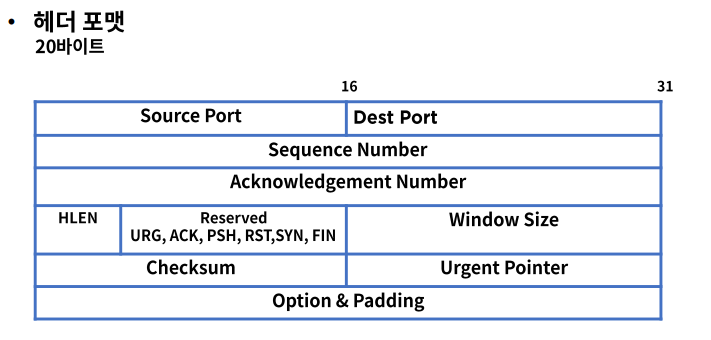 • 헤더 포맷
20바이트
16 31
Source Port Dest Port
Sequence Number
Acknowledgement Number
HLEN Reserved Window Size
URG, ACK, PSH, RST,SYN, FIN
Checksum Urgent Pointer
Option & Padding